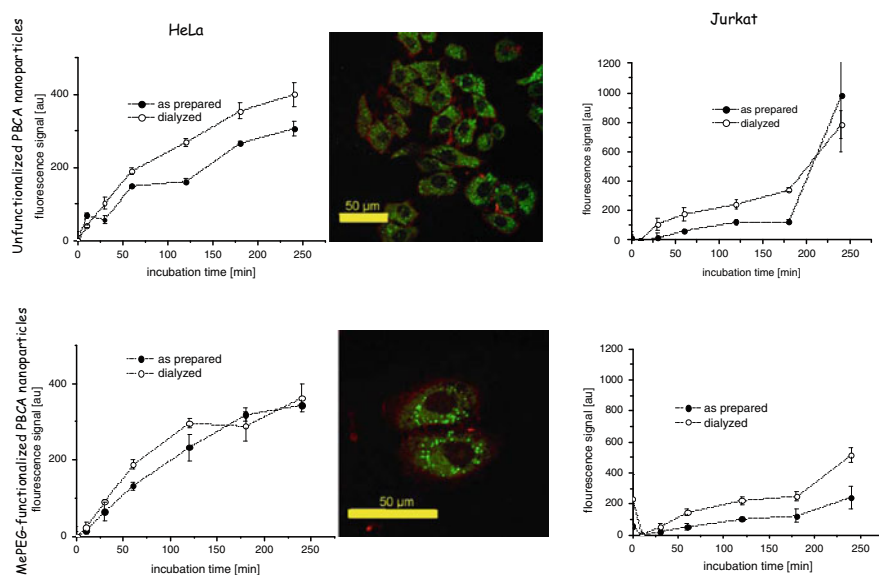 HeLa
Jurkat
Unfunctionalized PBCA nanoparticles
fluorescence signal [au]
400
200
0
as prepared
dialyzed
0 50 100 150 200 250
incubation time [min]
50 µm
flourescence signal [au]
1200
1000
800
600
400
200
0
as prepared
dialyzed
0 50 100 150 200 250
incubation time [min]
MePEG-functionalized PBCA nanoparticles
flourescence signal [au]
400
200
0
as prepared
dialyzed
0 50 100 150 200 250
incubation time [min]
50 µm
flourescence signal [au]
1200
1000
800
600
400
200
0
as prepared
dialyzed
0 50 100 150 200 250
incubation time [min]